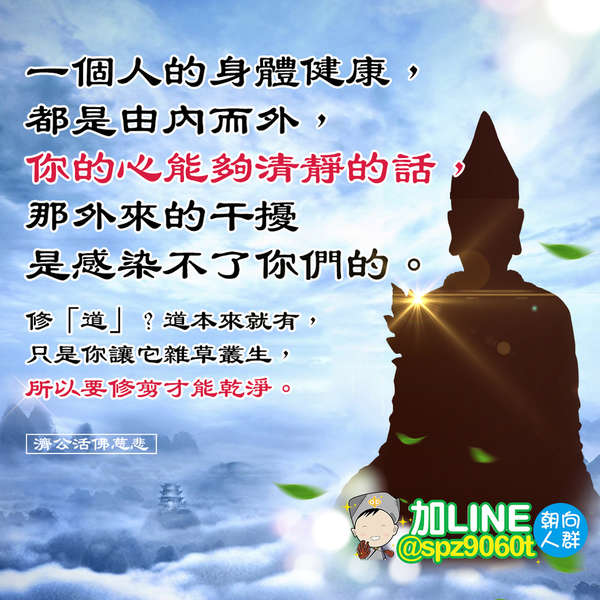 一個人的身體健康，
都是由內而外，
你的心能夠清靜的話，
那外來的干擾
是感染不了你們的。
修「道」？道本來就有，
只是你讓它雜草叢生，
所以要修剪才能乾淨。
濟公活佛慈悲
加LINE
@spz9060t
朝向
人群